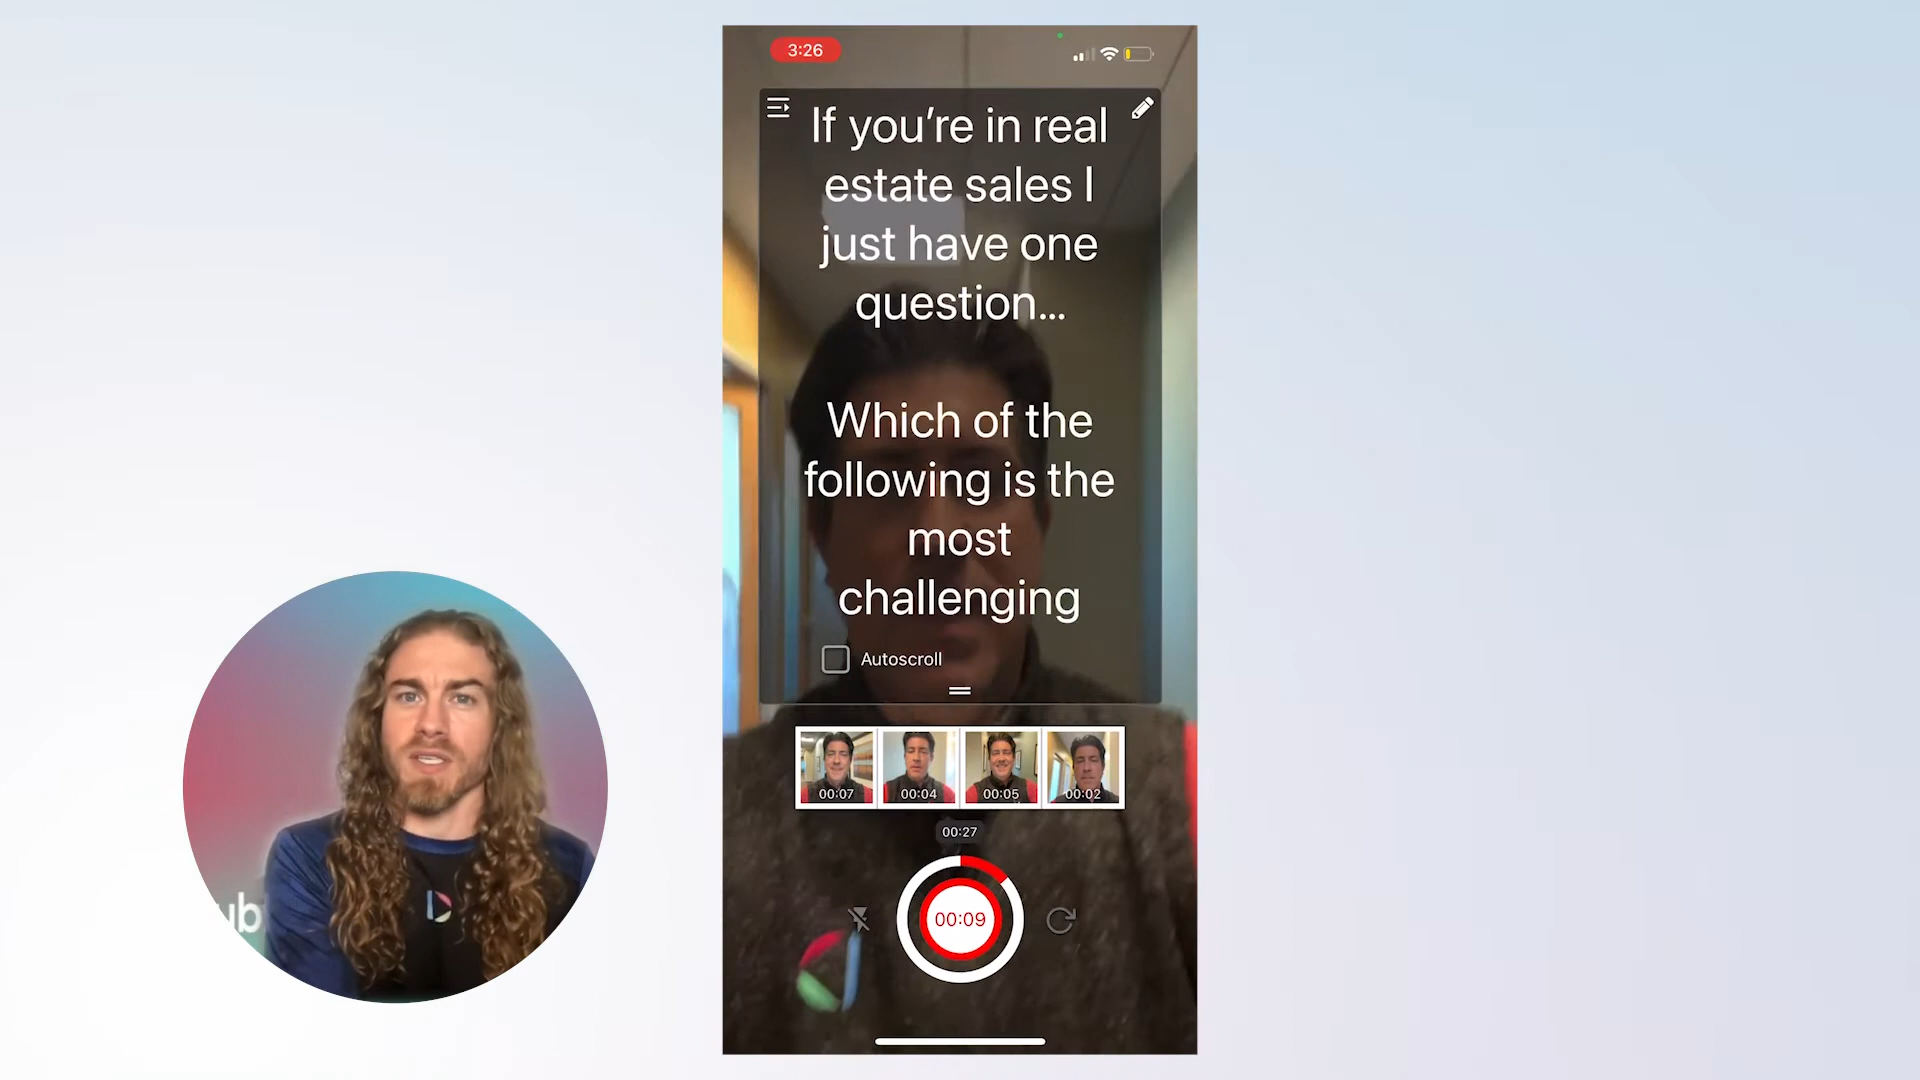 3:26
If you’re in real
estate sales I
just have one
question...
Which of the
following is the
most
challenging
Autoscroll
00:07 00:04 00:05 00:02
00:27
00:09
ub